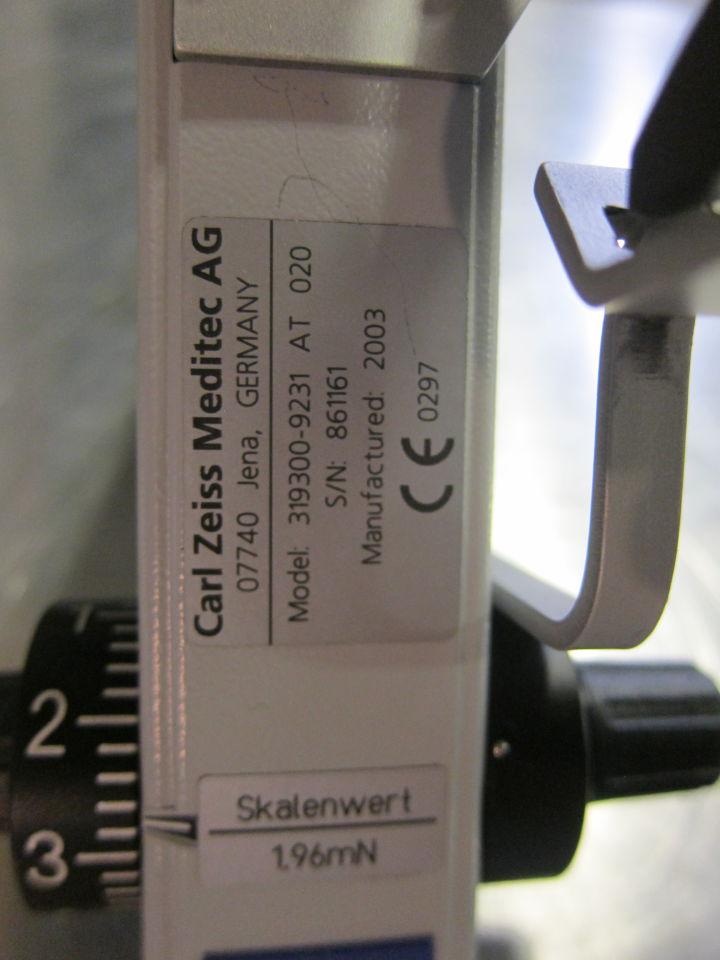 Carl Zeiss Meditec AG
07740 Jena, GERMANY
Model: 319300-9231 AT 020
S/N: 861161
Manufactured: 2003
CE 0297
1
2
3
Skalenwert
1,96mN